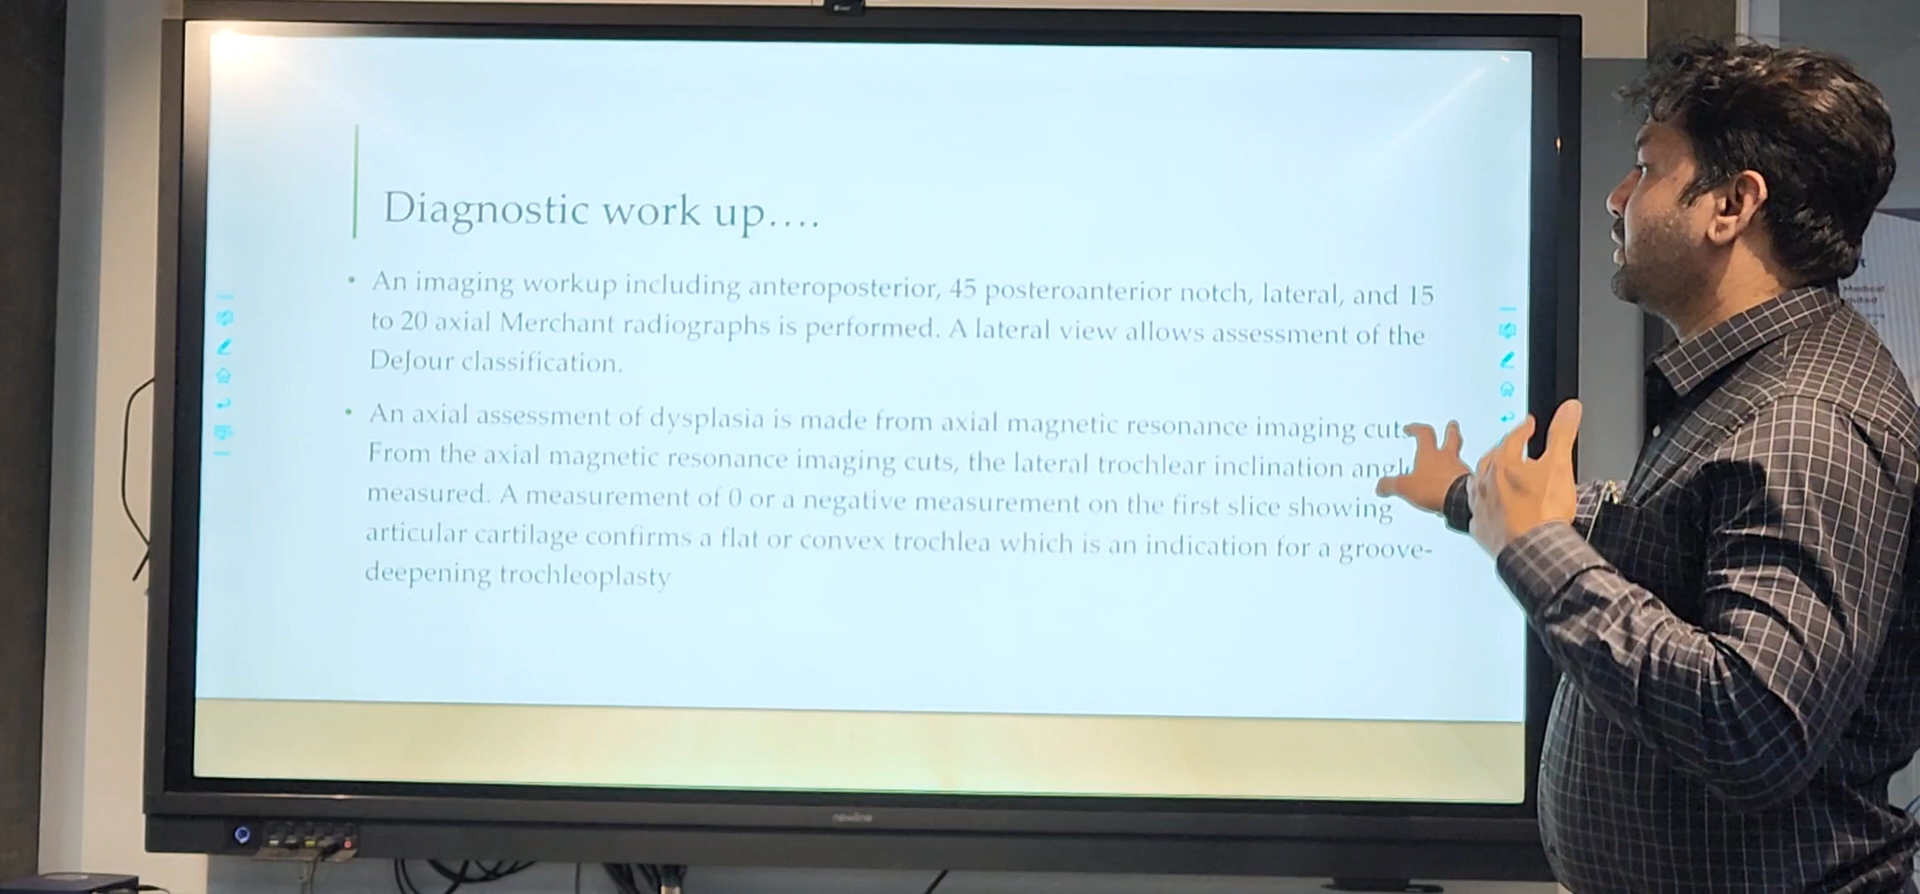 Diagnostic work up....
• An imaging workup including anteroposterior, 45 posteroanterior notch, lateral, and 15
to 20 axial Merchant radiographs is performed. A lateral view allows assessment of the
DeJour classification.
• An axial assessment of dysplasia is made from axial magnetic resonance imaging cuts
From the axial magnetic resonance imaging cuts, the lateral trochlear inclination
measured. A measurement of 0 or a negative measurement on the first slice showing
articular cartilage confirms a flat or convex trochlea which is an indication for a groove-
deepening trochleoplasty
newline
Medical